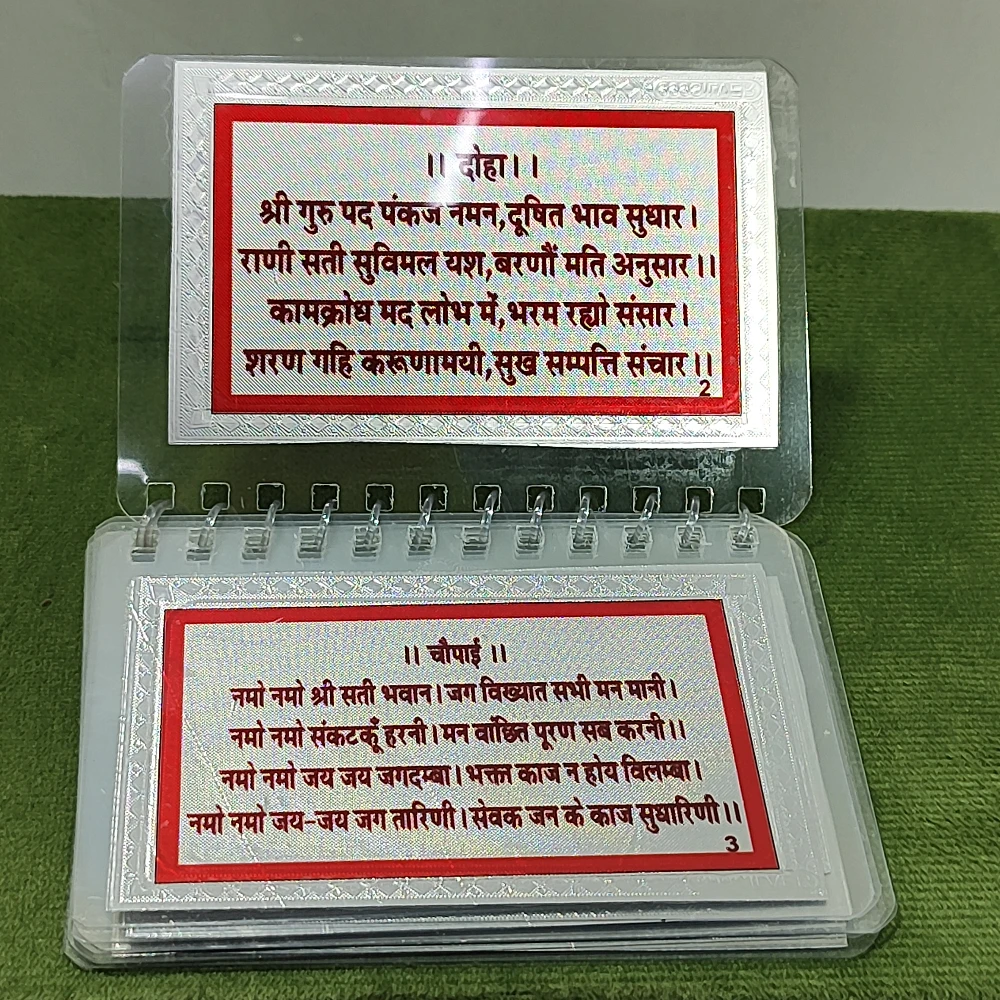 ।। दोहा।।
श्री गुरु पद पंकज नमन,दूषित भाव सुधार।
राणी सती सुविमल यश,बरणौं मति अनुसार।।
कामक्रोध मद लोभ में,भरम रह्यो संसार।
शरण गहि करूणामयी,सुख सम्पत्ति संचार।।
2
।। चौपाई ।।
नमो नमो श्री सती भवान।जग विख्यात सभी मन मानी।
नमो नमो संकटकूँ हरनी।मन वांछित पूरण सब करनी।।
नमो नमो जय जय जगदम्बा।भक्तन काज न होय विलम्बा।
नमो नमो जय-जय जग तारिणी।सेवक जन के काज सुधारिणी।।
3